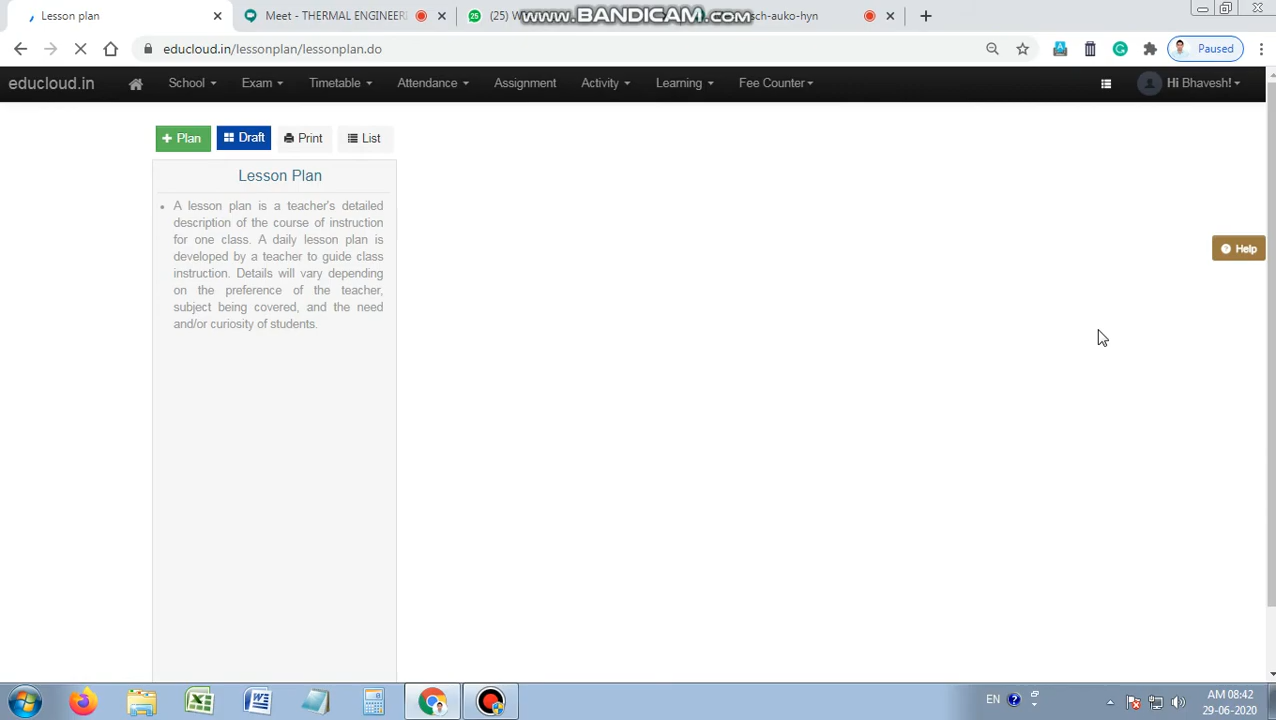 Lesson plan
Meet - THERMAL ENGINEERI
(25) W
sch-auko-hyn
www.BANDICAM.com
educloud.in/lessonplan/lessonplan.do
Paused
educloud.in School Exam Timetable Attendance Assignment Activity Learning Fee Counter Hi Bhavesh!
+ Plan Draft Print List
Lesson Plan
A lesson plan is a teacher's detailed
description of the course of instruction
for one class. A daily lesson plan is
developed by a teacher to guide class
instruction. Details will vary depending
on the preference of the teacher,
subject being covered, and the need
and/or curiosity of students.
Help
EN
AM 08:42
29-06-2020